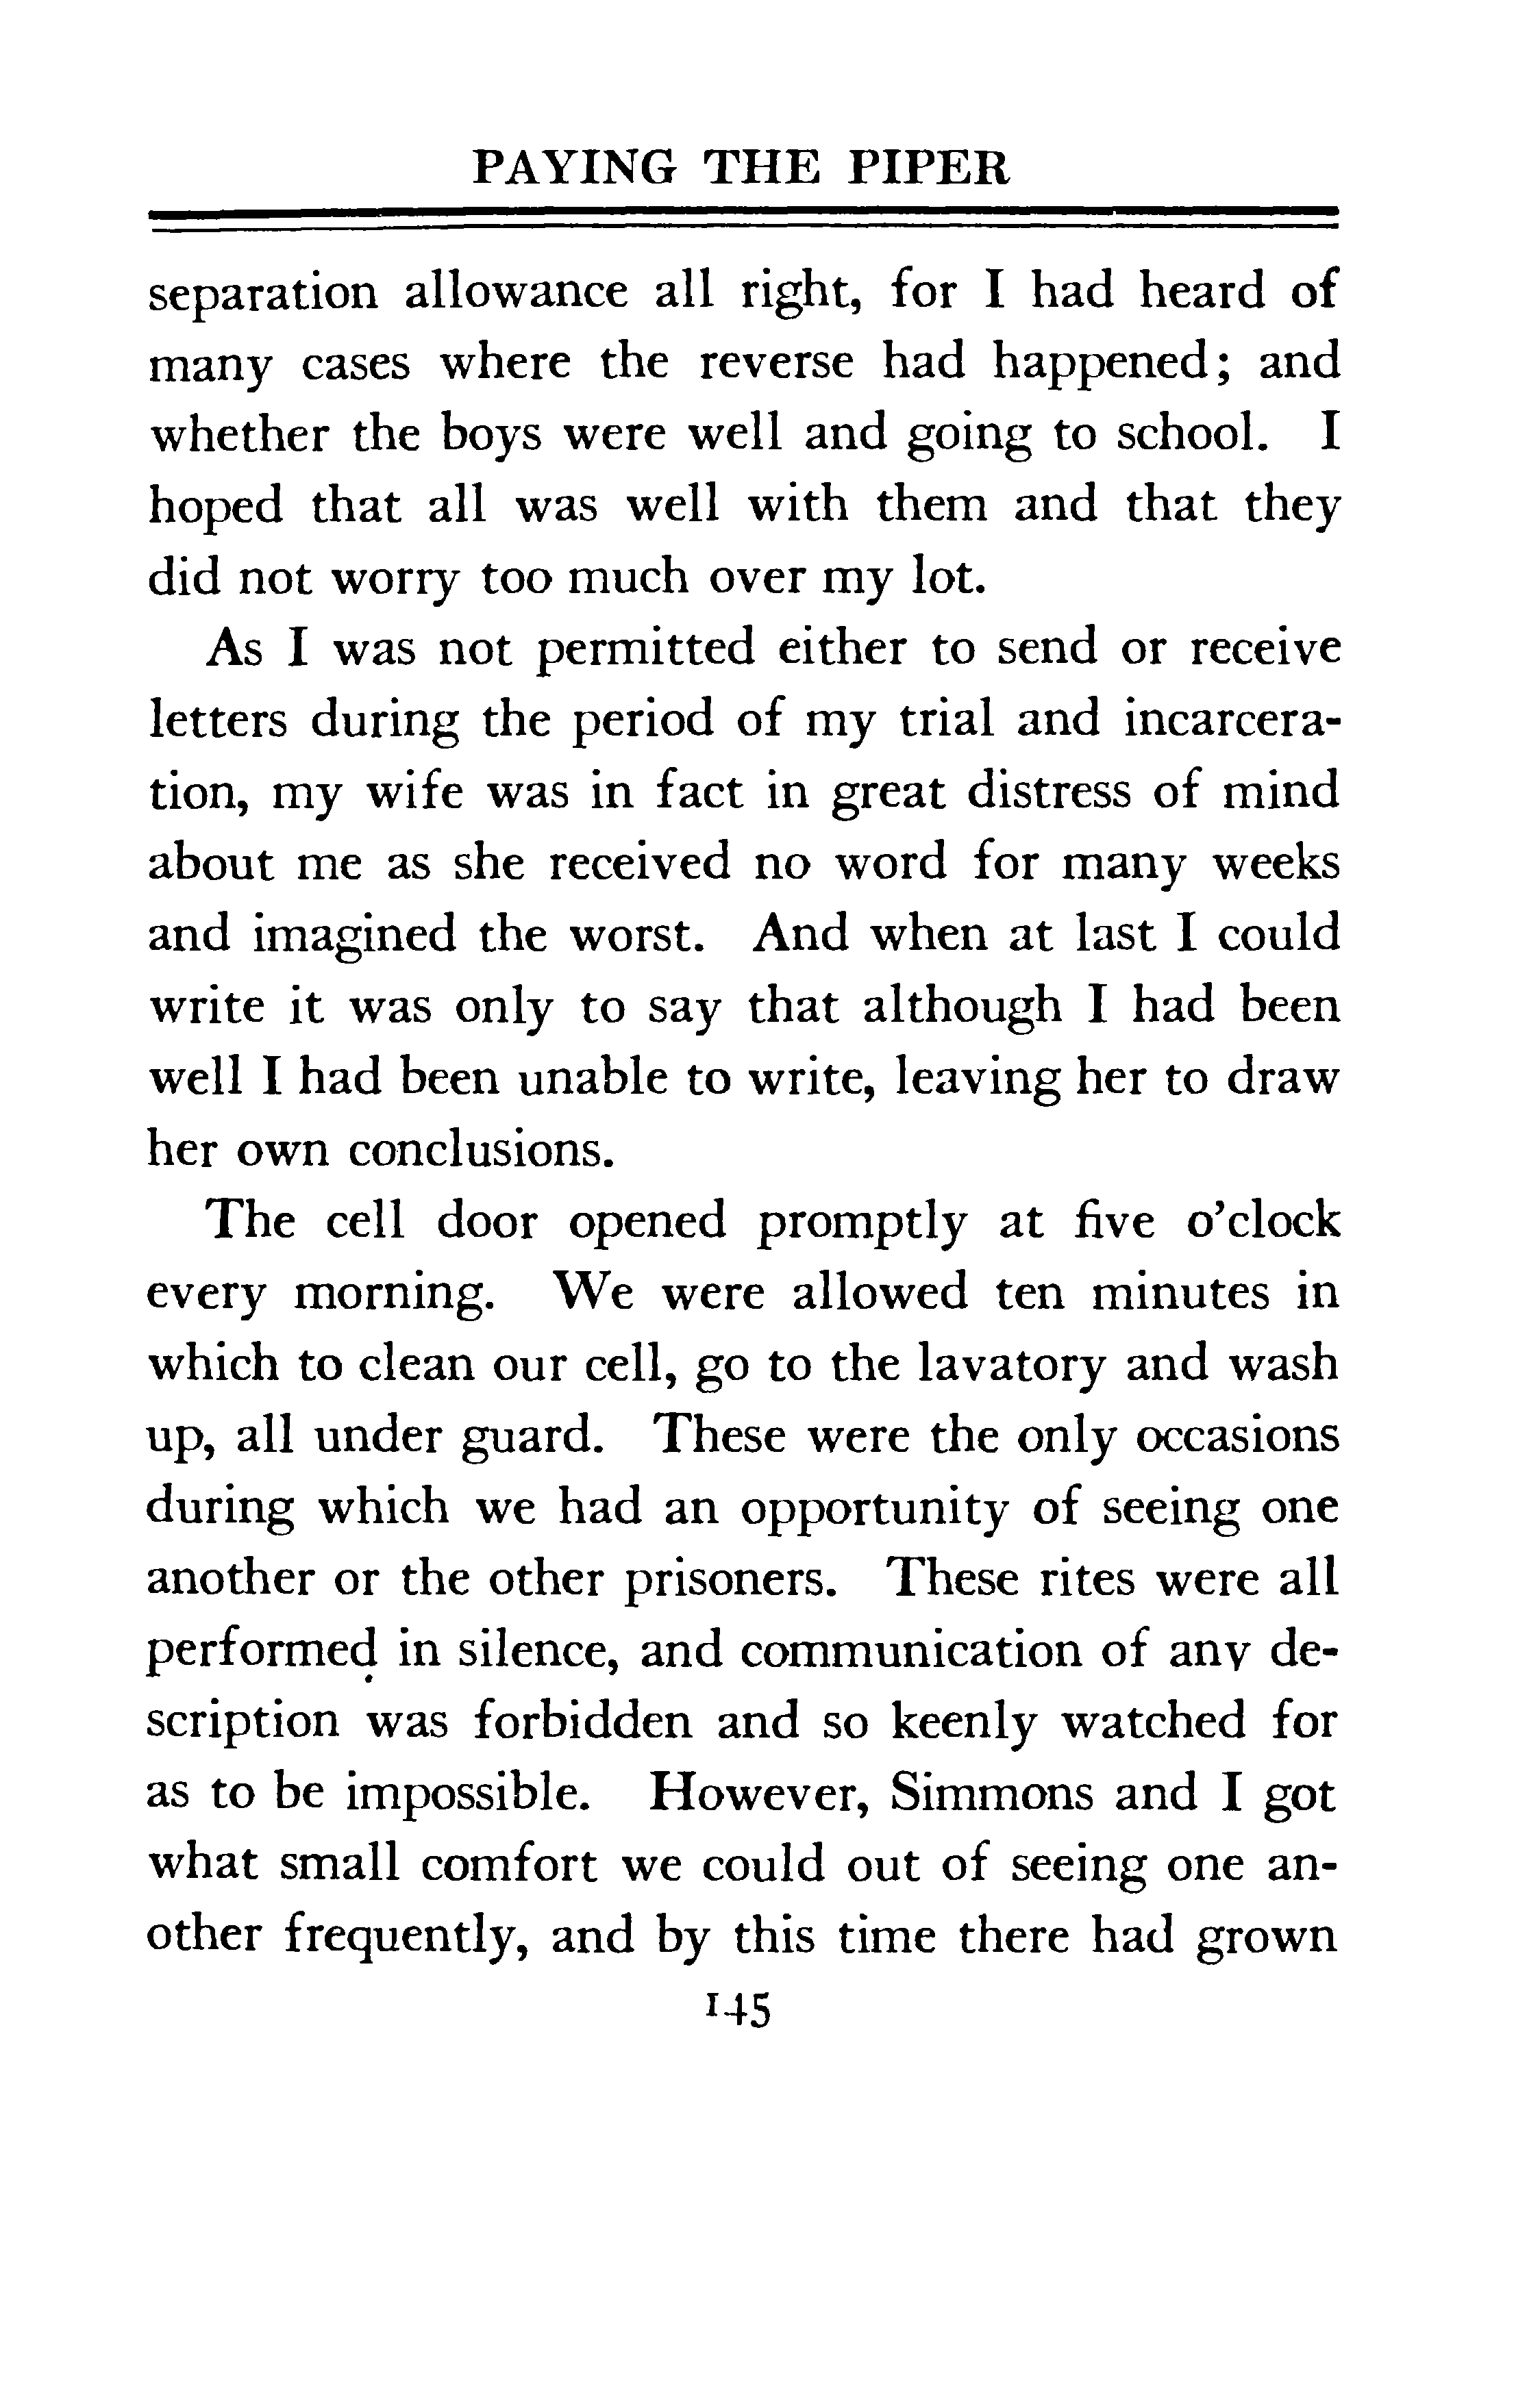 PAYING THE PIPER
separation allowance all right, for I had heard of
many cases where the reverse had happened; and
whether the boys were well and going to school. I
hoped that all was well with them and that they
did not worry too much over my lot.
As I was not permitted either to send or receive
letters during the period of my trial and incarcera-
tion, my wife was in fact in great distress of mind
about me as she received no word for many weeks
and imagined the worst. And when at last I could
write it was only to say that although I had been
well I had been unable to write, leaving her to draw
her own conclusions.
The cell door opened promptly at five o'clock
every morning. We were allowed ten minutes in
which to clean our cell, go to the lavatory and wash
up, all under guard. These were the only occasions
during which we had an opportunity of seeing one
another or the other prisoners. These rites were all
performed in silence, and communication of any de-
scription was forbidden and so keenly watched for
as to be impossible. However, Simmons and I got
what small comfort we could out of seeing one an-
other frequently, and by this time there had grown
145